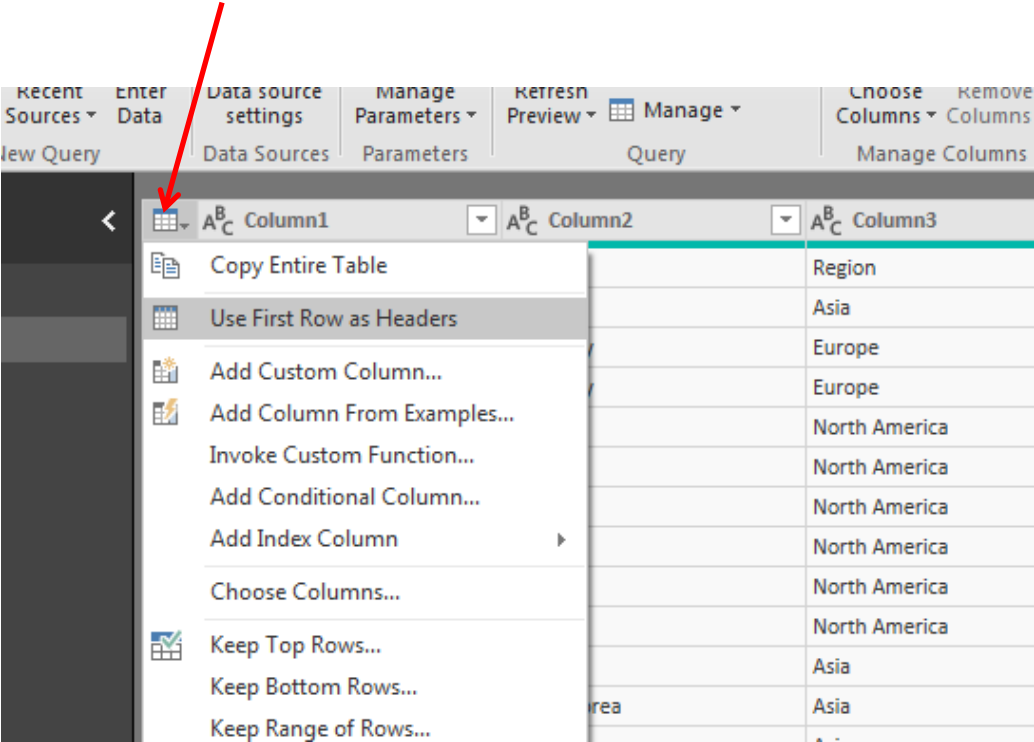 Recent Enter Data source Manage Refresh Choose Remove
Sources Data settings Parameters Preview Manage Columns Columns
New Query Data Sources Parameters Query Manage Columns
ABC Column1 ABC Column2 ABC Column3
Copy Entire Table
Region
Use First Row as Headers
Asia
Europe
Add Custom Column...
Europe
Add Column From Examples...
North America
Invoke Custom Function...
North America
Add Conditional Column...
North America
Add Index Column
North America
Choose Columns...
North America
Keep Top Rows...
North America
Asia
Keep Bottom Rows...
rea Asia
Keep Range of Rows...